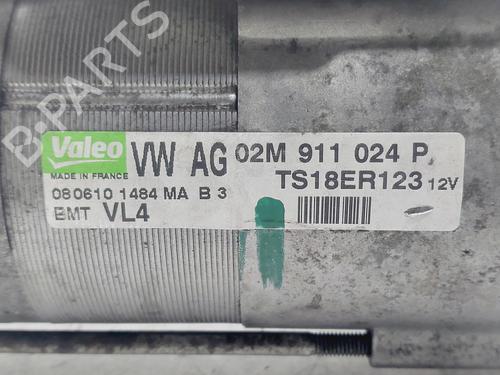 B-PARTS
Valeo VW AG 02M 911 024 P
MADE IN FRANCE TS18ER123 12V
080610 1484 MA B 3
BMT VL4